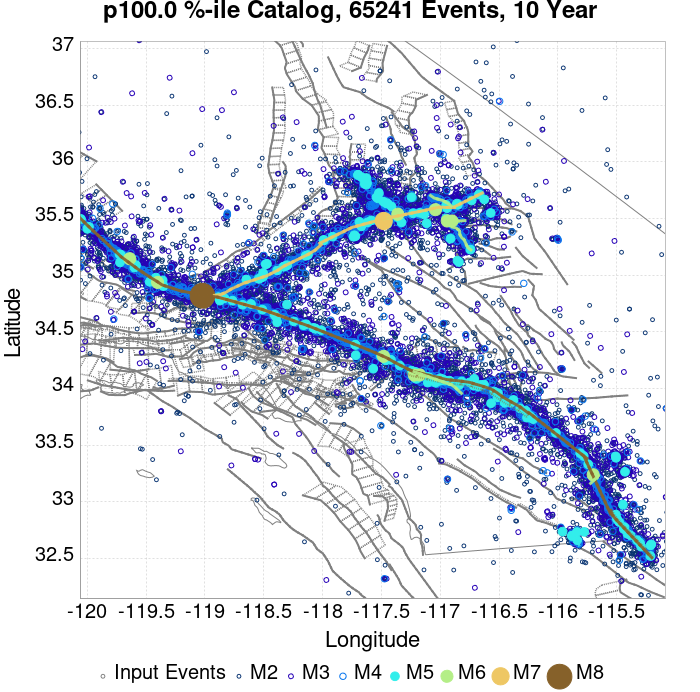 p100.0 %-ile Catalog, 65241 Events, 10 Year
37
36.5
36
35.5
35
34.5
34
33.5
33
32.5
Latitude
-120 -119.5 -119 -118.5 -118 -117.5 -117 -116.5 -116 -115.5
Longitude
Input Events M2 M3 M4 M5 M6 M7 M8